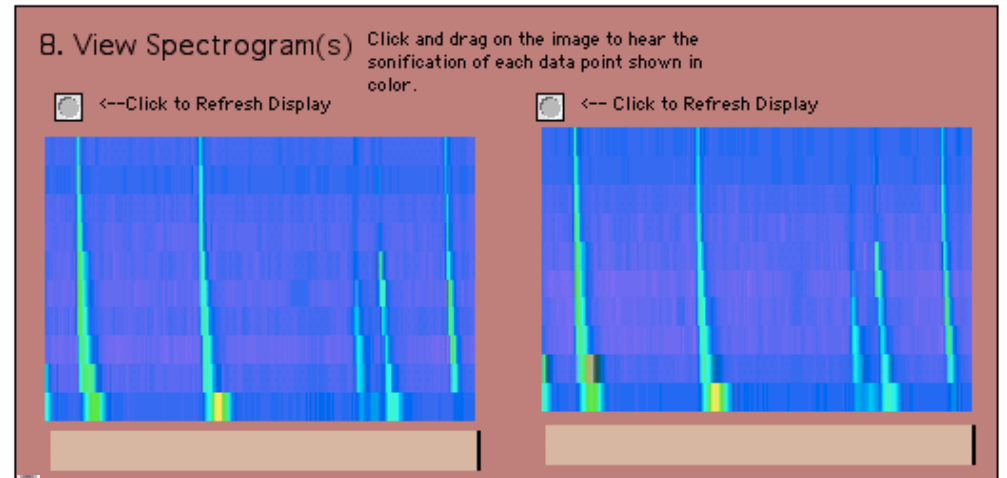 8. View Spectrogram(s)
Click and drag on the image to hear the
sonification of each data point shown in
color.
<--Click to Refresh Display
<-- Click to Refresh Display